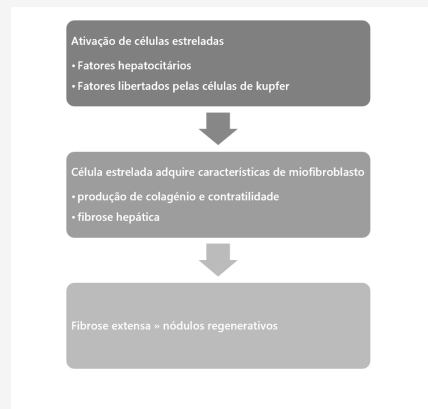 Ativação de células estreladas
• Fatores hepatocitários
• Fatores libertados pelas células de kupfer
Célula estrelada adquire características de miofibroblasto
• produção de colagénio e contratilidade
• fibrose hepática
Fibrose extensa » nódulos regenerativos